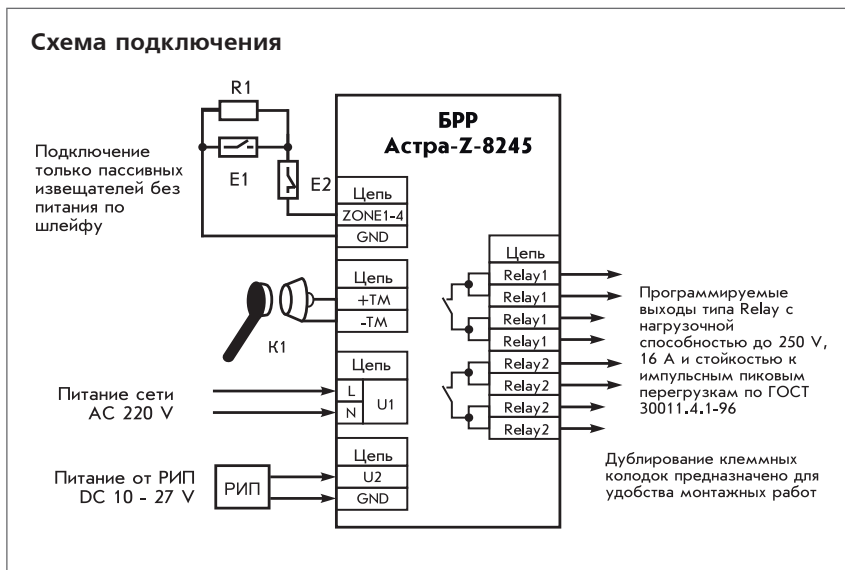 Схема подключения
R1
Подключение
только пассивных
извещателей без
питания по
шлейфу
E1
E2
БРР
Астра-Z-8245
Цепь
ZONE1-4
GND
Цепь
+TM
-TM
K1
Питание сети
AC 220 V
Цепь
L
N
U1
Питание от РИП
DC 10 - 27 V
РИП
Цепь
U2
GND
Цепь
Relay1
Relay1
Relay1
Relay1
Relay2
Relay2
Relay2
Relay2
Программируемые
выходы типа Relay с
нагрузочной
способностью до 250 V,
16 А и стойкостью к
импульсным пиковым
перегрузкам по ГОСТ
30011.4.1-96
Дублирование клеммных
колодок предназначено для
удобства монтажных работ